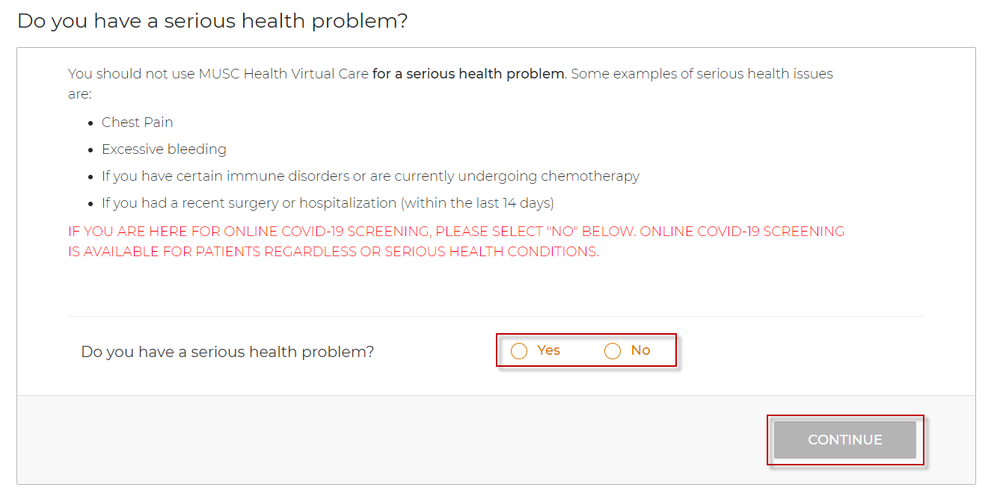 Do you have a serious health problem?
You should not use MUSC Health Virtual Care for a serious health problem. Some examples of serious health issues
are:
• Chest Pain
• Excessive bleeding
• If you have certain immune disorders or are currently undergoing chemotherapy
• If you had a recent surgery or hospitalization (within the last 14 days)
IF YOU ARE HERE FOR ONLINE COVID-19 SCREENING, PLEASE SELECT "NO" BELOW. ONLINE COVID-19 SCREENING
IS AVAILABLE FOR PATIENTS REGARDLESS OR SERIOUS HEALTH CONDITIONS.
Do you have a serious health problem? Yes No
CONTINUE